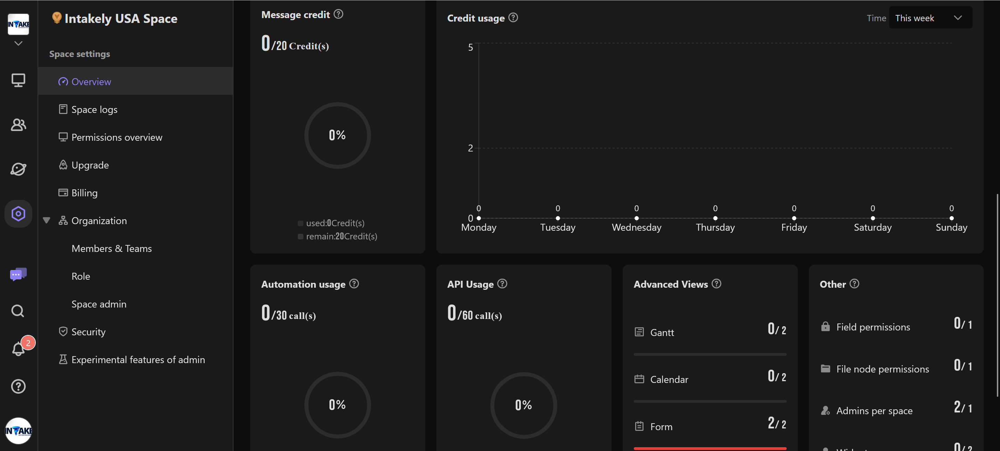 INTAKE
Intakely USA Space
Space settings
Overview
Space logs
Permissions overview
Upgrade
Billing
Organization
Members & Teams
Role
Space admin
Security
Experimental features of admin
2
INTAKE
Message credit
0/20 Credit(s)
0%
used:0Credit(s)
remain:20Credit(s)
Credit usage
Time This week
5
2
0
0 0 0 0 0 0 0
Monday Tuesday Wednesday Thursday Friday Saturday Sunday
Automation usage
0/30 call(s)
0%
API Usage
0/60 call(s)
0%
Advanced Views
Gantt 0/ 2
Calendar 0/ 2
Form 2/ 2
Other
Field permissions 0/ 1
File node permissions 0/ 1
Admins per space 2/ 1